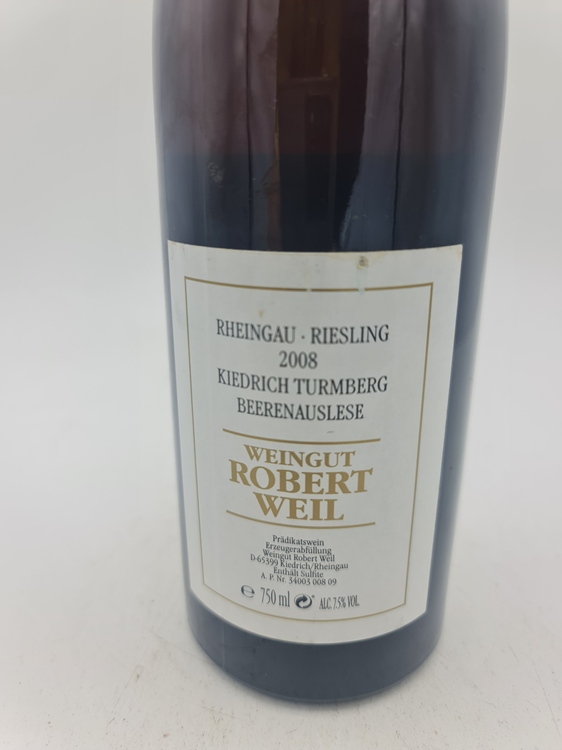 RHEINGAU · RIESLING
2008
KIEDRICH TURMBERG
BEERENAUSLESE
WEINGUT
ROBERT
WEIL
Prädikatswein
Erzeugerabfüllung
Weingut Robert Weil
D-65399 Kiedrich/Rheingau
Enthält Sulfite
A. P. Nr. 34003 008 09
℮ 750 ml ALC. 7.5% VOL.